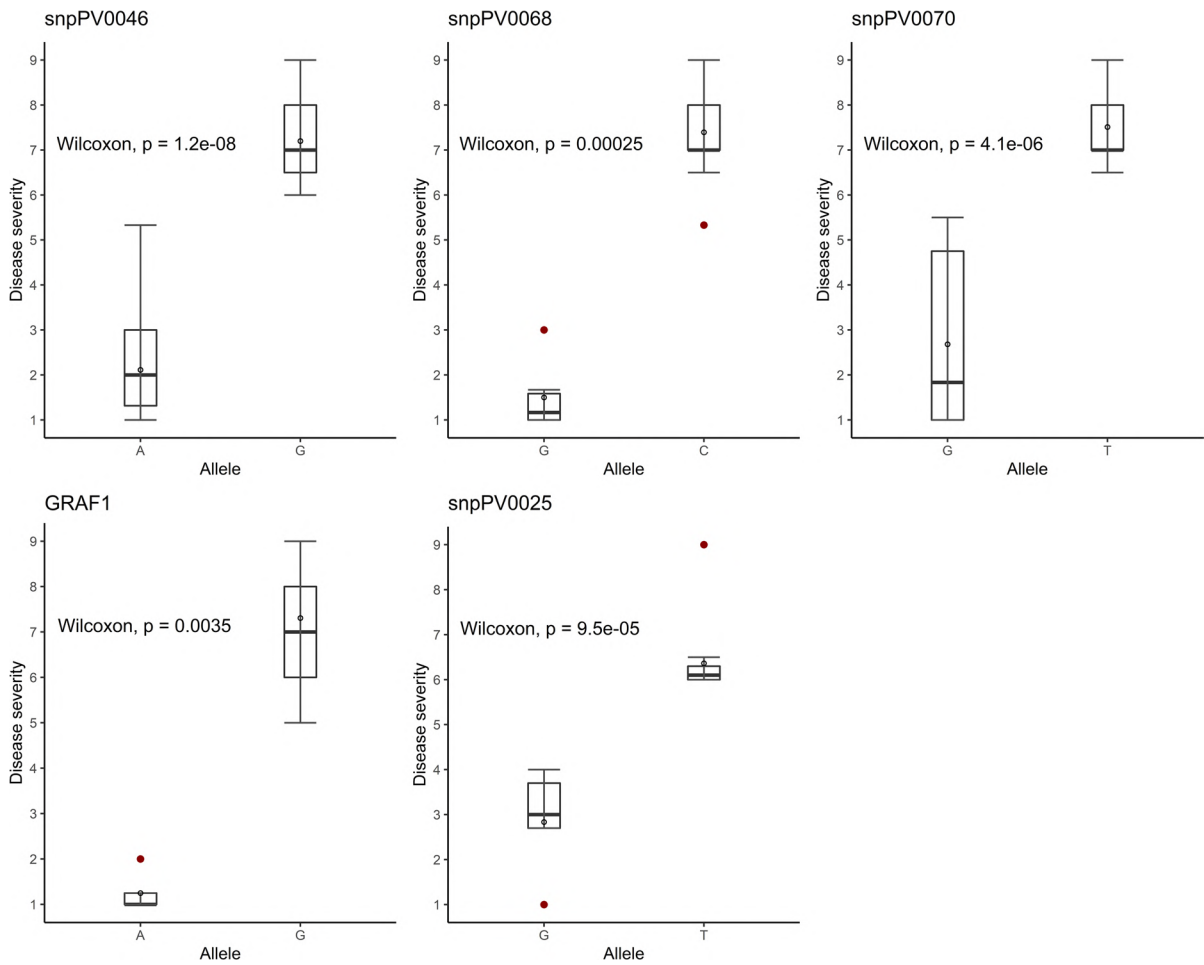 snpPV0046
9
8
7
6
5
4
3
2
1
Disease severity
Wilcoxon, p = 1.2e-08
A
G
Allele
snpPV0068
9
8
7
6
5
4
3
2
1
Disease severity
Wilcoxon, p = 0.00025
G
C
Allele
snpPV0070
9
8
7
6
5
4
3
2
1
Disease severity
Wilcoxon, p = 4.1e-06
G
T
Allele
GRAF1
9
8
7
6
5
4
3
2
1
Disease severity
Wilcoxon, p = 0.0035
A
G
Allele
snpPV0025
9
8
7
6
5
4
3
2
1
Disease severity
Wilcoxon, p = 9.5e-05
G
T
Allele